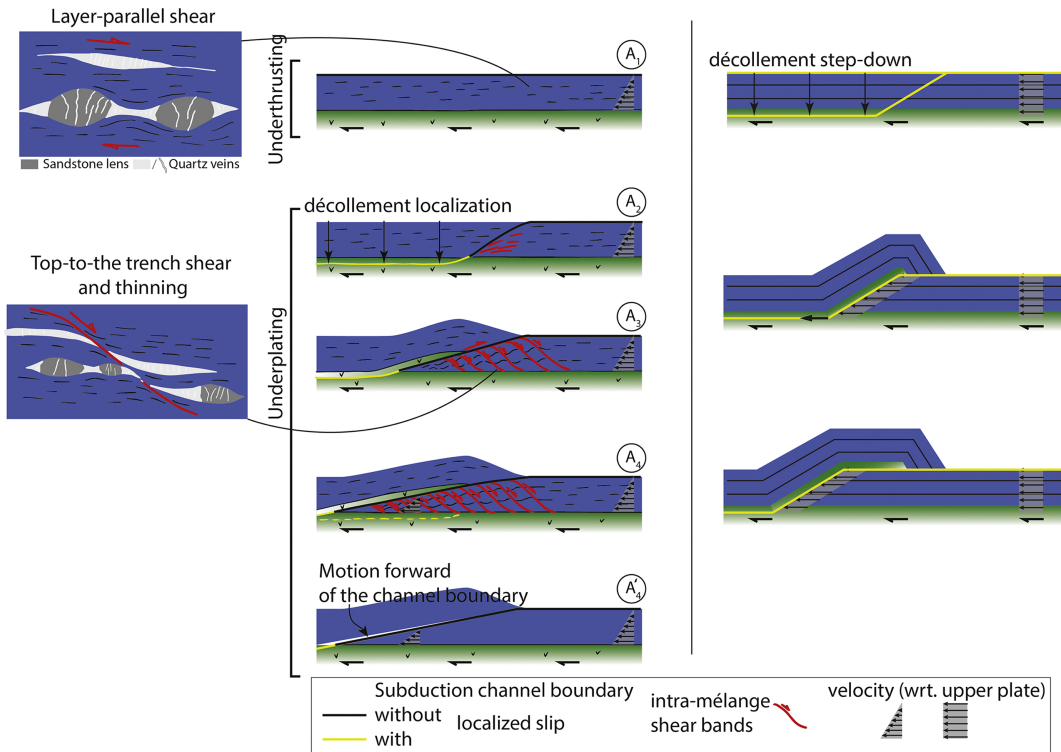 Layer-parallel shear
Sandstone lens
Quartz veins
Underthrusting
A1
décollement step-down
Underplating
décollement localization
A2
Top-to-the trench shear
and thinning
A3
A4
Motion forward
of the channel boundary
A'4
Subduction channel boundary
without
with
localized slip
intra-mélange
shear bands
velocity (wrt. upper plate)